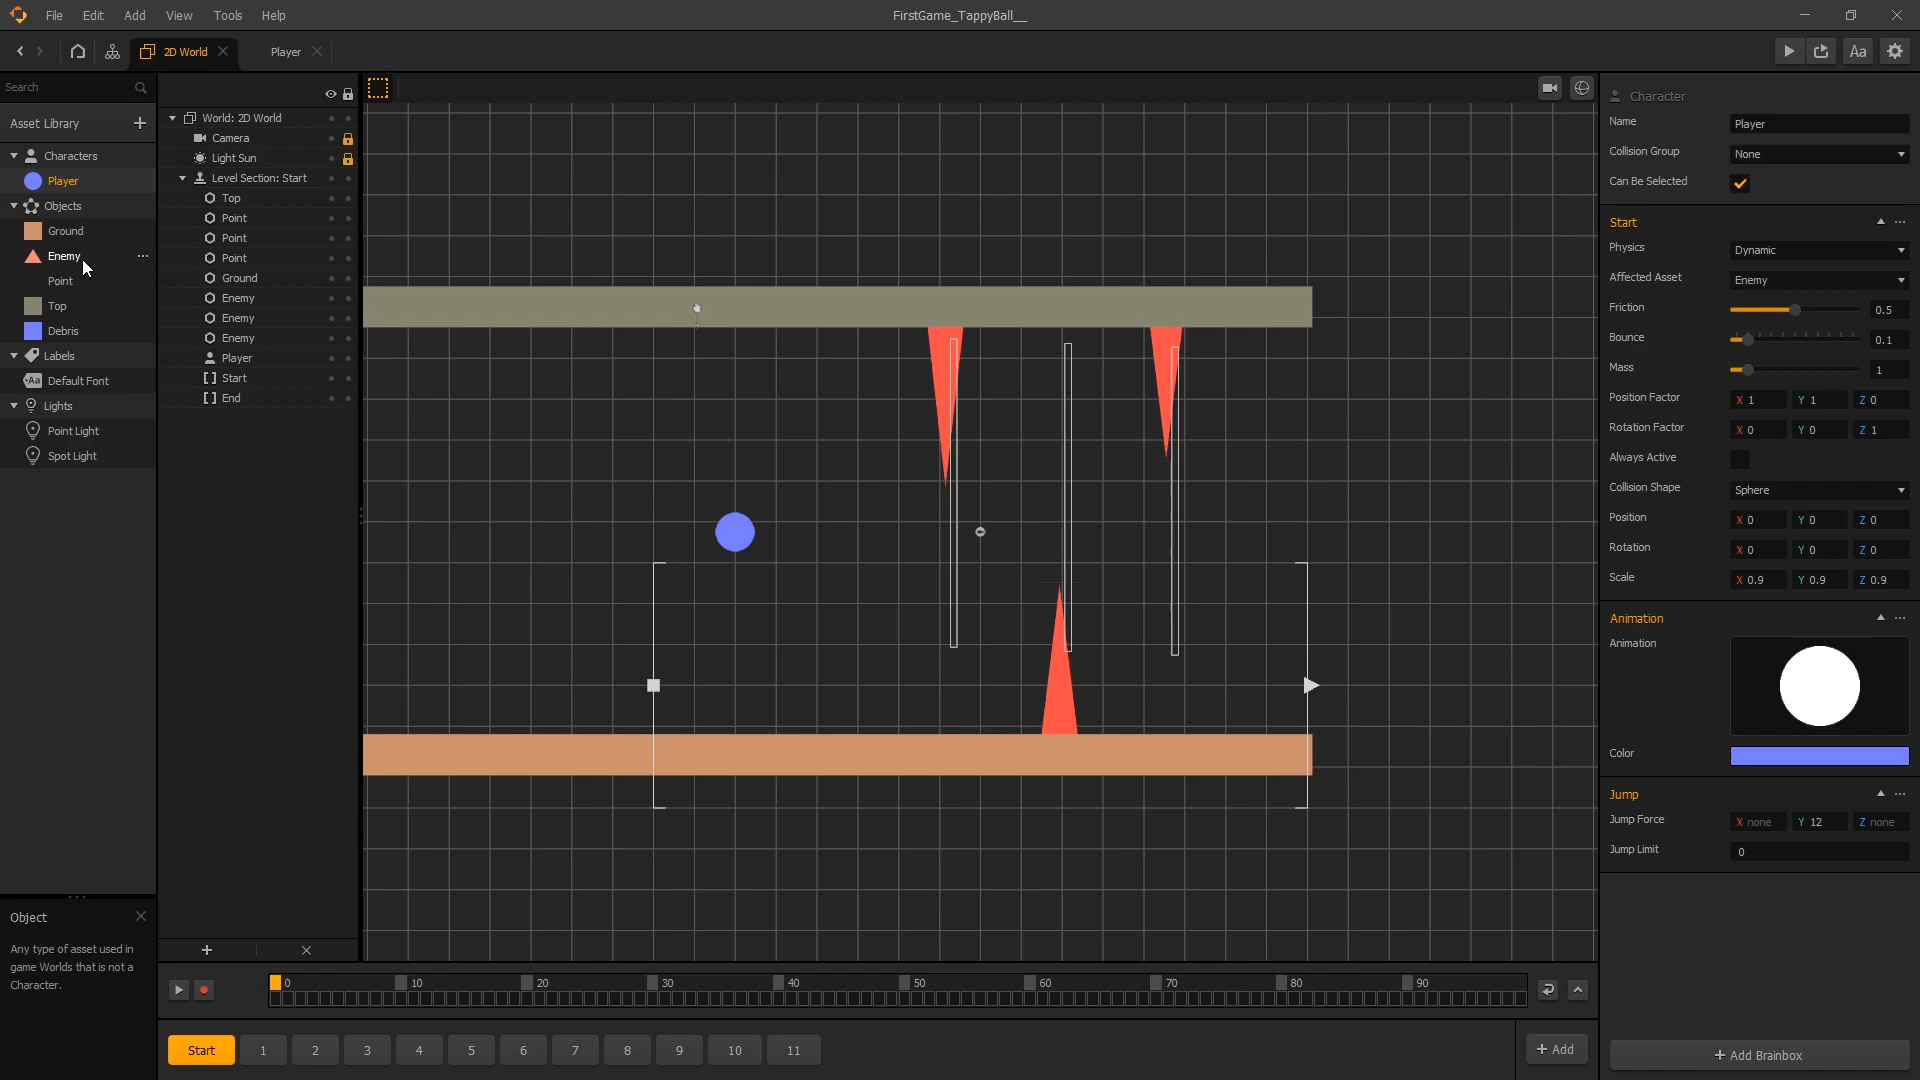 File Edit Add View Tools Help
FirstGame_TappyBall__
2D World
Player
Aa
Search
Asset Library
Characters
Player
Objects
Ground
Enemy
Point
Top
Debris
Labels
Aa Default Font
Lights
Point Light
Spot Light
Object
Any type of asset used in
game Worlds that is not a
Character.
World: 2D World
Camera
Light Sun
Level Section: Start
Top
Point
Point
Point
Ground
Enemy
Enemy
Enemy
Player
Start
End
0 10 20 30 40 50 60 70 80 90
Start 1 2 3 4 5 6 7 8 9 10 11
+ Add
Character
Name Player
Collision Group None
Can Be Selected
Start
Physics Dynamic
Affected Asset Enemy
Friction 0.5
Bounce 0.1
Mass 1
Position Factor X 1 Y 1 Z 0
Rotation Factor X 0 Y 0 Z 1
Always Active
Collision Shape Sphere
Position X 0 Y 0 Z 0
Rotation X 0 Y 0 Z 0
Scale X 0.9 Y 0.9 Z 0.9
Animation
Animation
Color
Jump
Jump Force X none Y 12 Z none
Jump Limit 0
+ Add Brainbox